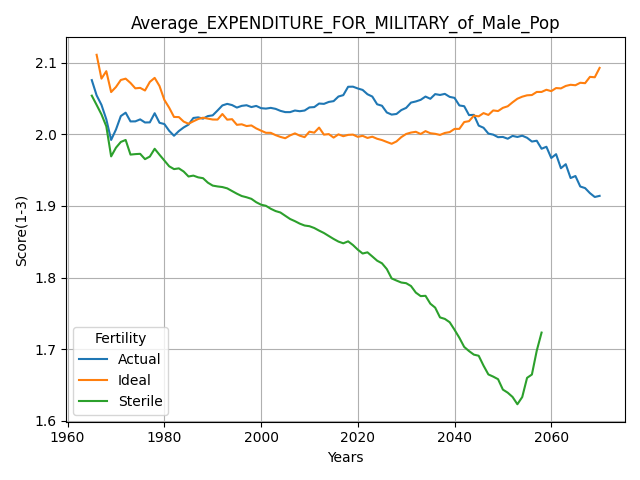 Average_EXPENDITURE_FOR_MILITARY_of_Male_Pop
2.1
2.0
1.9
1.8
1.7
1.6
Score(1-3)
Fertility
Actual
Ideal
Sterile
1960
1980
2000
2020
2040
2060
Years